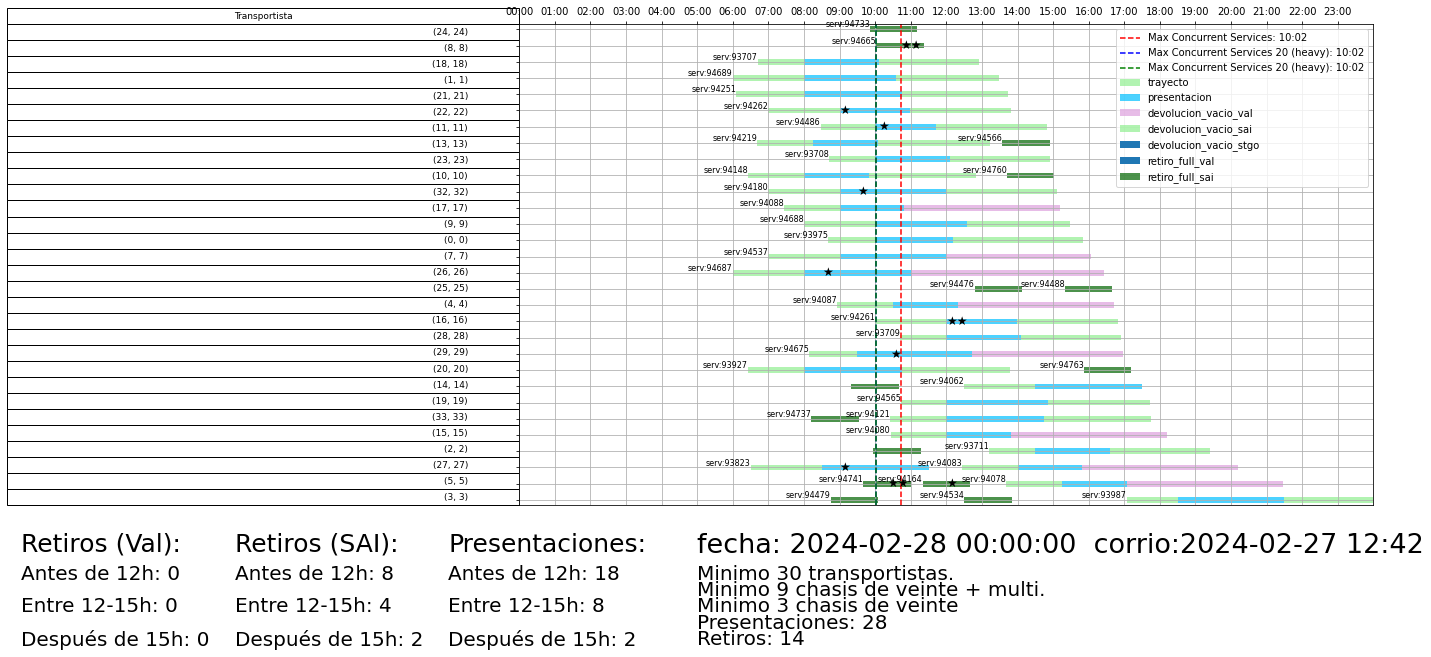 Transportista
00:00 01:00 02:00 03:00 04:00 05:00 06:00 07:00 08:00 09:00 10:00 11:00 12:00 13:00 14:00 15:00 16:00 17:00 18:00 19:00 20:00 21:00 22:00 23:00
(24, 24) serv:94733
(8, 8) serv:94665
(18, 18) serv:93707
(1, 1) serv:94689
(21, 21) serv:94251
(22, 22) serv:94262
(11, 11) serv:94486
(13, 13) serv:94219 serv:94566
(23, 23) serv:93708
(10, 10) serv:94148 serv:94760
(32, 32) serv:94180
(17, 17) serv:94088
(9, 9) serv:94688
(0, 0) serv:93975
(7, 7) serv:94537
(26, 26) serv:94687
(25, 25) serv:94476 serv:94488
(4, 4) serv:94087
(16, 16) serv:94261
(28, 28) serv:93709
(29, 29) serv:94675
(20, 20) serv:93927 serv:94763
(14, 14) serv:94062
(19, 19) serv:94565
(33, 33) serv:94737 serv:94121
(15, 15) serv:94080
(2, 2) serv:93711
(27, 27) serv:93823 serv:94083
(5, 5) serv:94741 serv:94164 serv:94078
(3, 3) serv:94479 serv:94534 serv:93987
Max Concurrent Services: 10:02
Max Concurrent Services 20 (heavy): 10:02
Max Concurrent Services 20 (heavy): 10:02
trayecto
presentacion
devolucion_vacio_val
devolucion_vacio_sai
devolucion_vacio_stgo
retiro_full_val
retiro_full_sai
Retiros (Val):
Antes de 12h: 0
Entre 12-15h: 0
Después de 15h: 0
Retiros (SAI):
Antes de 12h: 8
Entre 12-15h: 4
Después de 15h: 2
Presentaciones:
Antes de 12h: 18
Entre 12-15h: 8
Después de 15h: 2
fecha: 2024-02-28 00:00:00 corrio:2024-02-27 12:42
Minimo 30 transportistas.
Minimo 9 chasis de veinte + multi.
Minimo 3 chasis de veinte
Presentaciones: 28
Retiros: 14